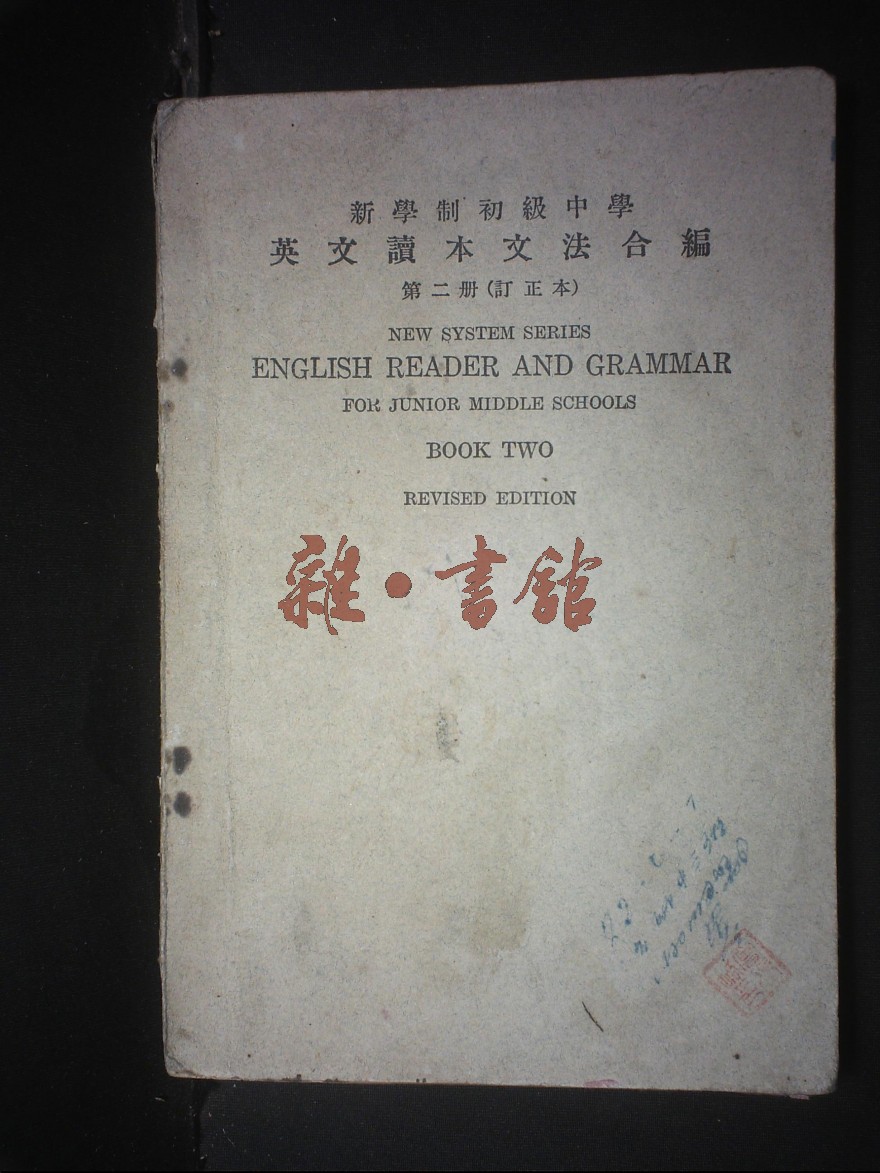 新學制初級中學
英文讀本文法合編
第二册(訂正本)
NEW SYSTEM SERIES
ENGLISH READER AND GRAMMAR
FOR JUNIOR MIDDLE SCHOOLS
BOOK TWO
REVISED EDITION
雜·書館